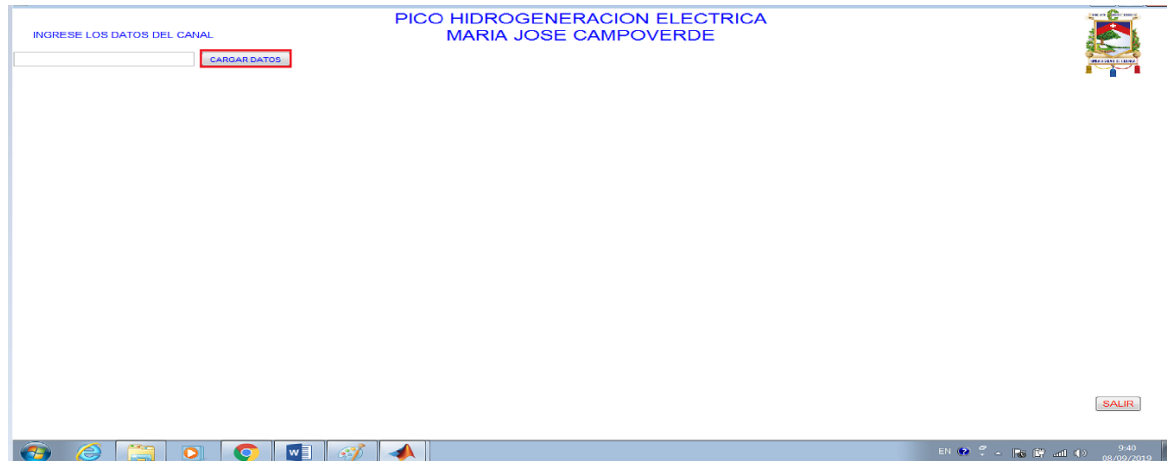 PICO HIDROGENERACION ELECTRICA
MARIA JOSE CAMPOVERDE
INGRESE LOS DATOS DEL CANAL
CARGAR DATOS
SALIR
EN
9:40
08/09/2019